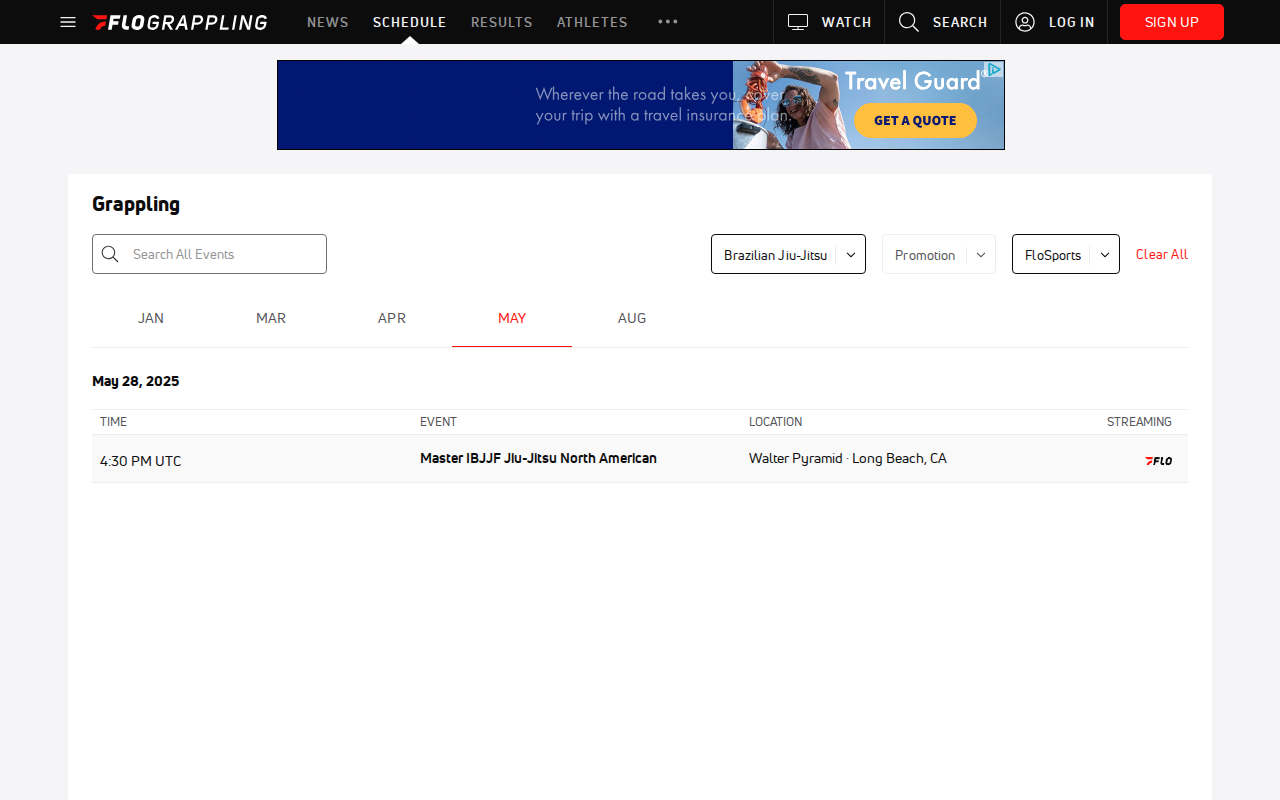 FLOGRAPPLING NEWS SCHEDULE RESULTS ATHLETES WATCH SEARCH LOG IN SIGN UP
Wherever the road takes you, cover
your trip with a travel insurance plan.
Travel Guard®
GET A QUOTE
Grappling
Search All Events Brazilian Jiu-Jitsu Promotion FloSports Clear All
JAN MAR APR MAY AUG
May 28, 2025
TIME EVENT LOCATION STREAMING
4:30 PM UTC Master IBJJF Jiu-Jitsu North American Walter Pyramid · Long Beach, CA FLO